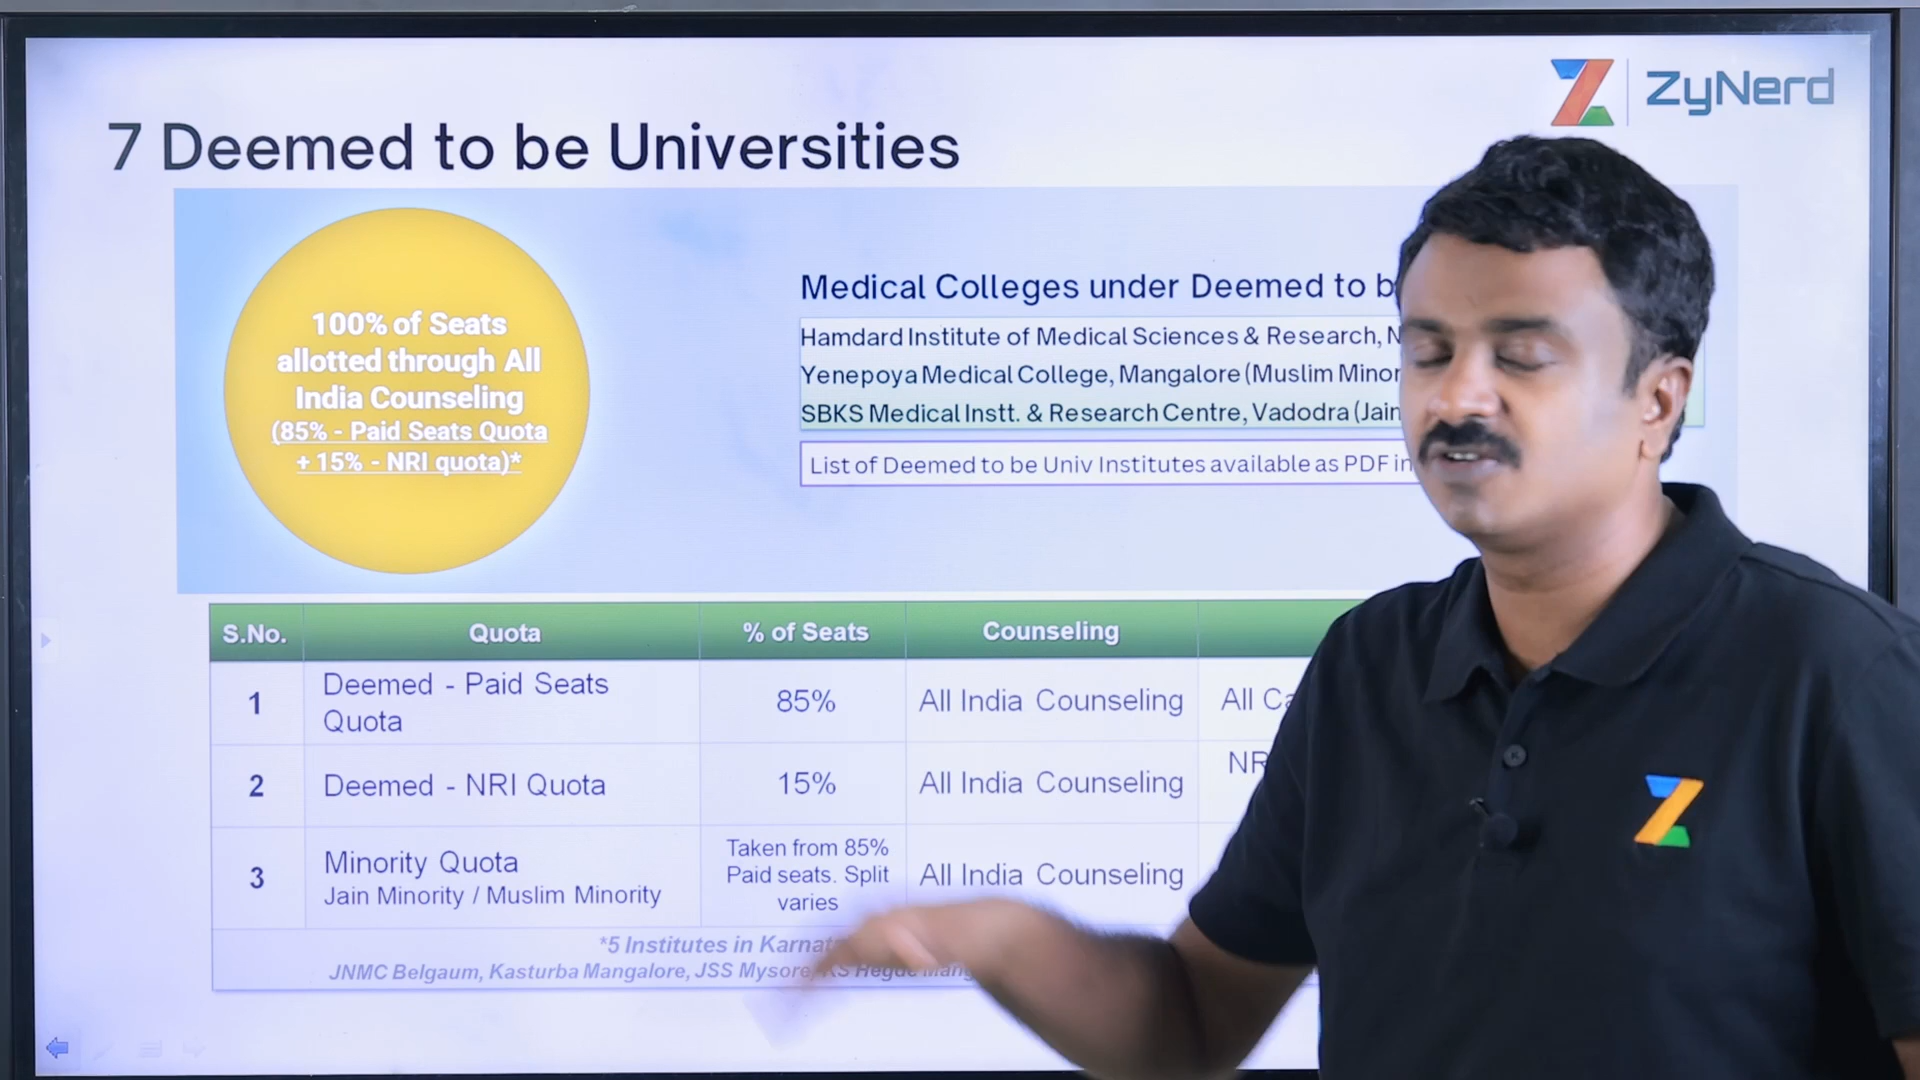 ZyNerd
7 Deemed to be Universities
100% of Seats
allotted through All
India Counseling
(85% - Paid Seats Quota
+ 15% - NRI quota)*
Medical Colleges under Deemed to b
Hamdard Institute of Medical Sciences & Research, N
Yenepoya Medical College, Mangalore (Muslim Minor
SBKS Medical Instt. & Research Centre, Vadodra (Jain
List of Deemed to be Univ Institutes available as PDF in
S.No. Quota % of Seats Counseling
1 Deemed - Paid Seats Quota 85% All India Counseling All Ca
2 Deemed - NRI Quota 15% All India Counseling NR
3 Minority Quota
Jain Minority / Muslim Minority
Taken from 85%
Paid seats. Split
varies
All India Counseling
*5 Institutes in Karnat
JNMC Belgaum, Kasturba Mangalore, JSS Mysore, KS Hegde Mang